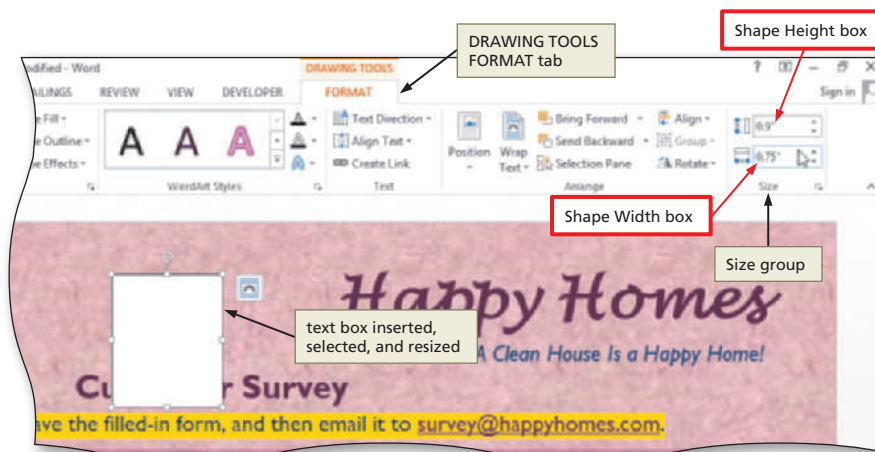 Shape Height box
DRAWING TOOLS
FORMAT tab
odified - Word
DRAWING TOOLS
?
AILINGS REVIEW VIEW DEVELOPER FORMAT
Sign in
e Fill
e Outline
e Effects
A A A
WordArt Styles
Text Direction
Align Text
Create Link
Text
Position
Wrap
Text
Bring Forward
Send Backward
Selection Pane
Align
Group
Rotate
Arrange
0.9"
0.75"
Size
Shape Width box
Size group
text box inserted,
selected, and resized
Happy Homes
A Clean House Is a Happy Home!
Cu r Survey
ave the filled-in form, and then email it to survey@happyhomes.com.